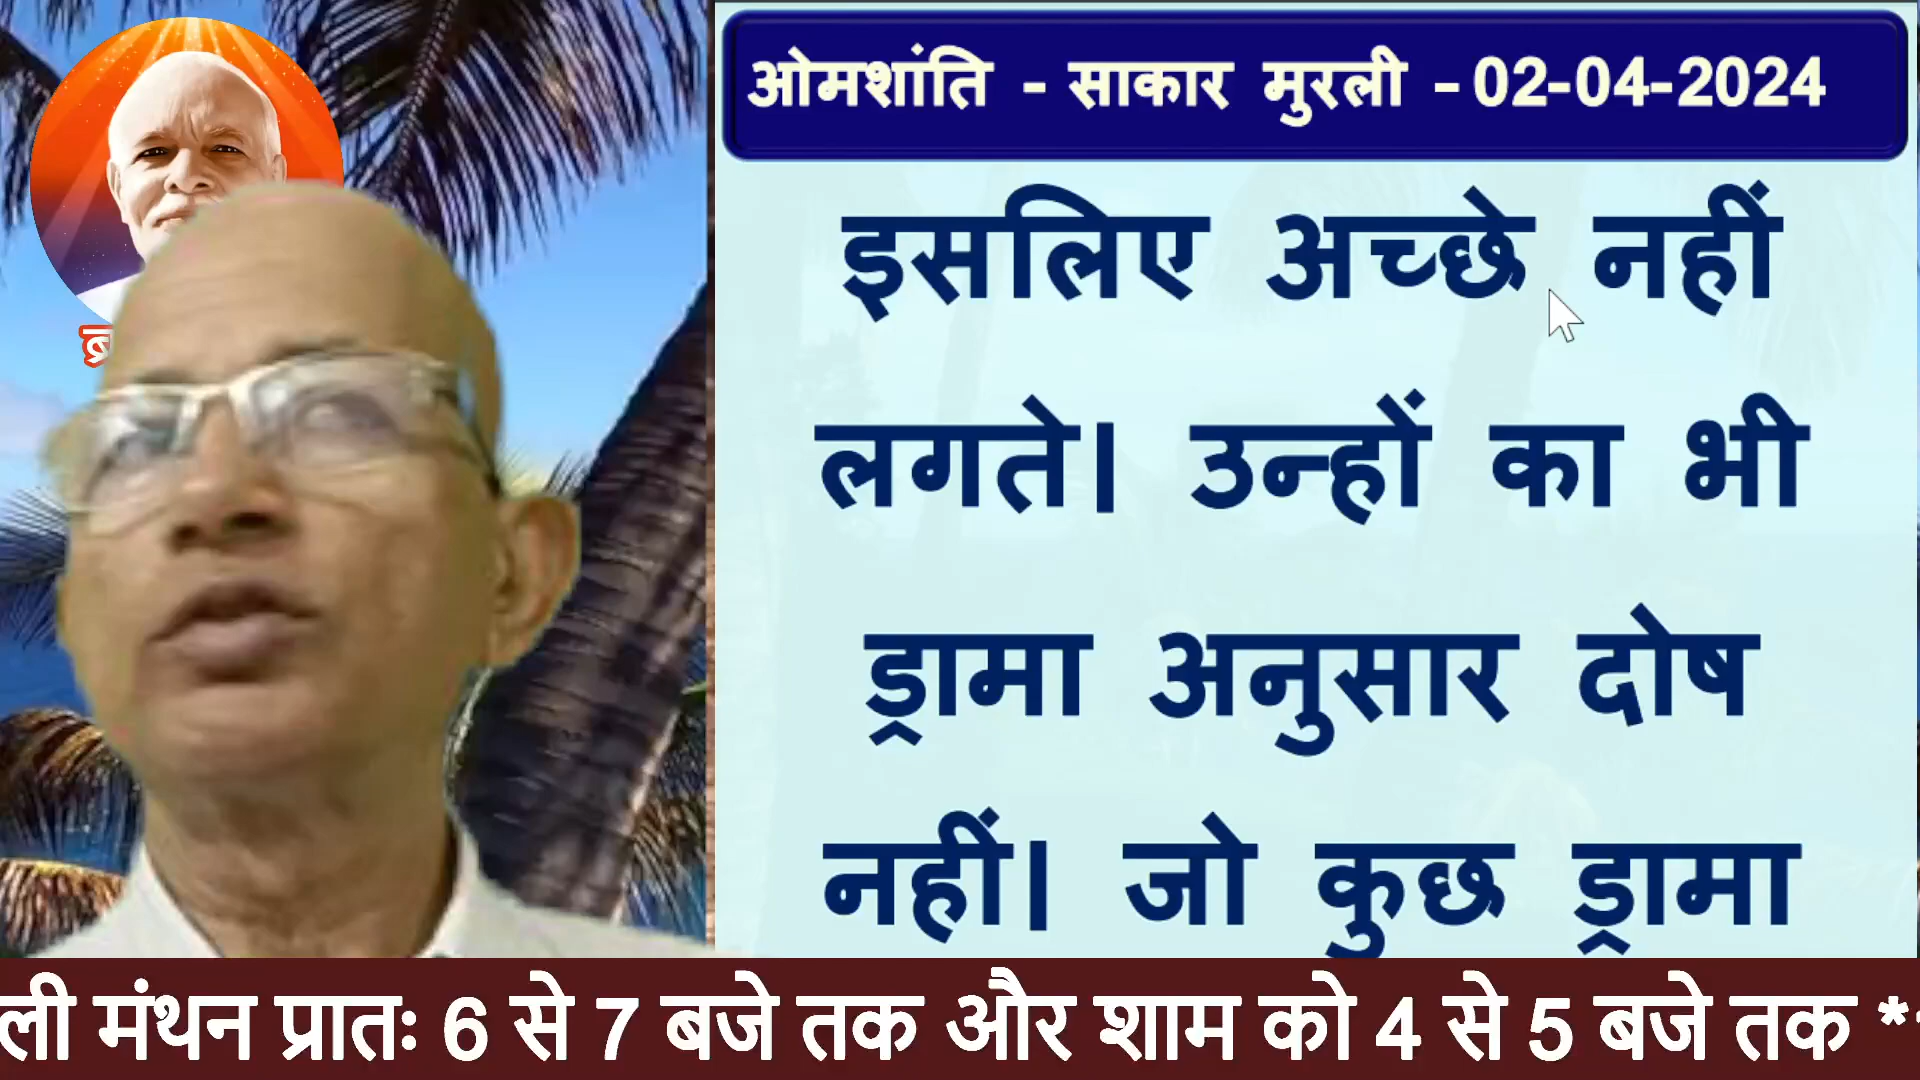 ओमशांति - साकार मुरली - 02-04-2024
इसलिए अच्छे नहीं
लगते। उन्हों का भी
ड्रामा अनुसार दोष
नहीं। जो कुछ ड्रामा
ली मंथन प्रातः 6 से 7 बजे तक और शाम को 4 से 5 बजे तक *